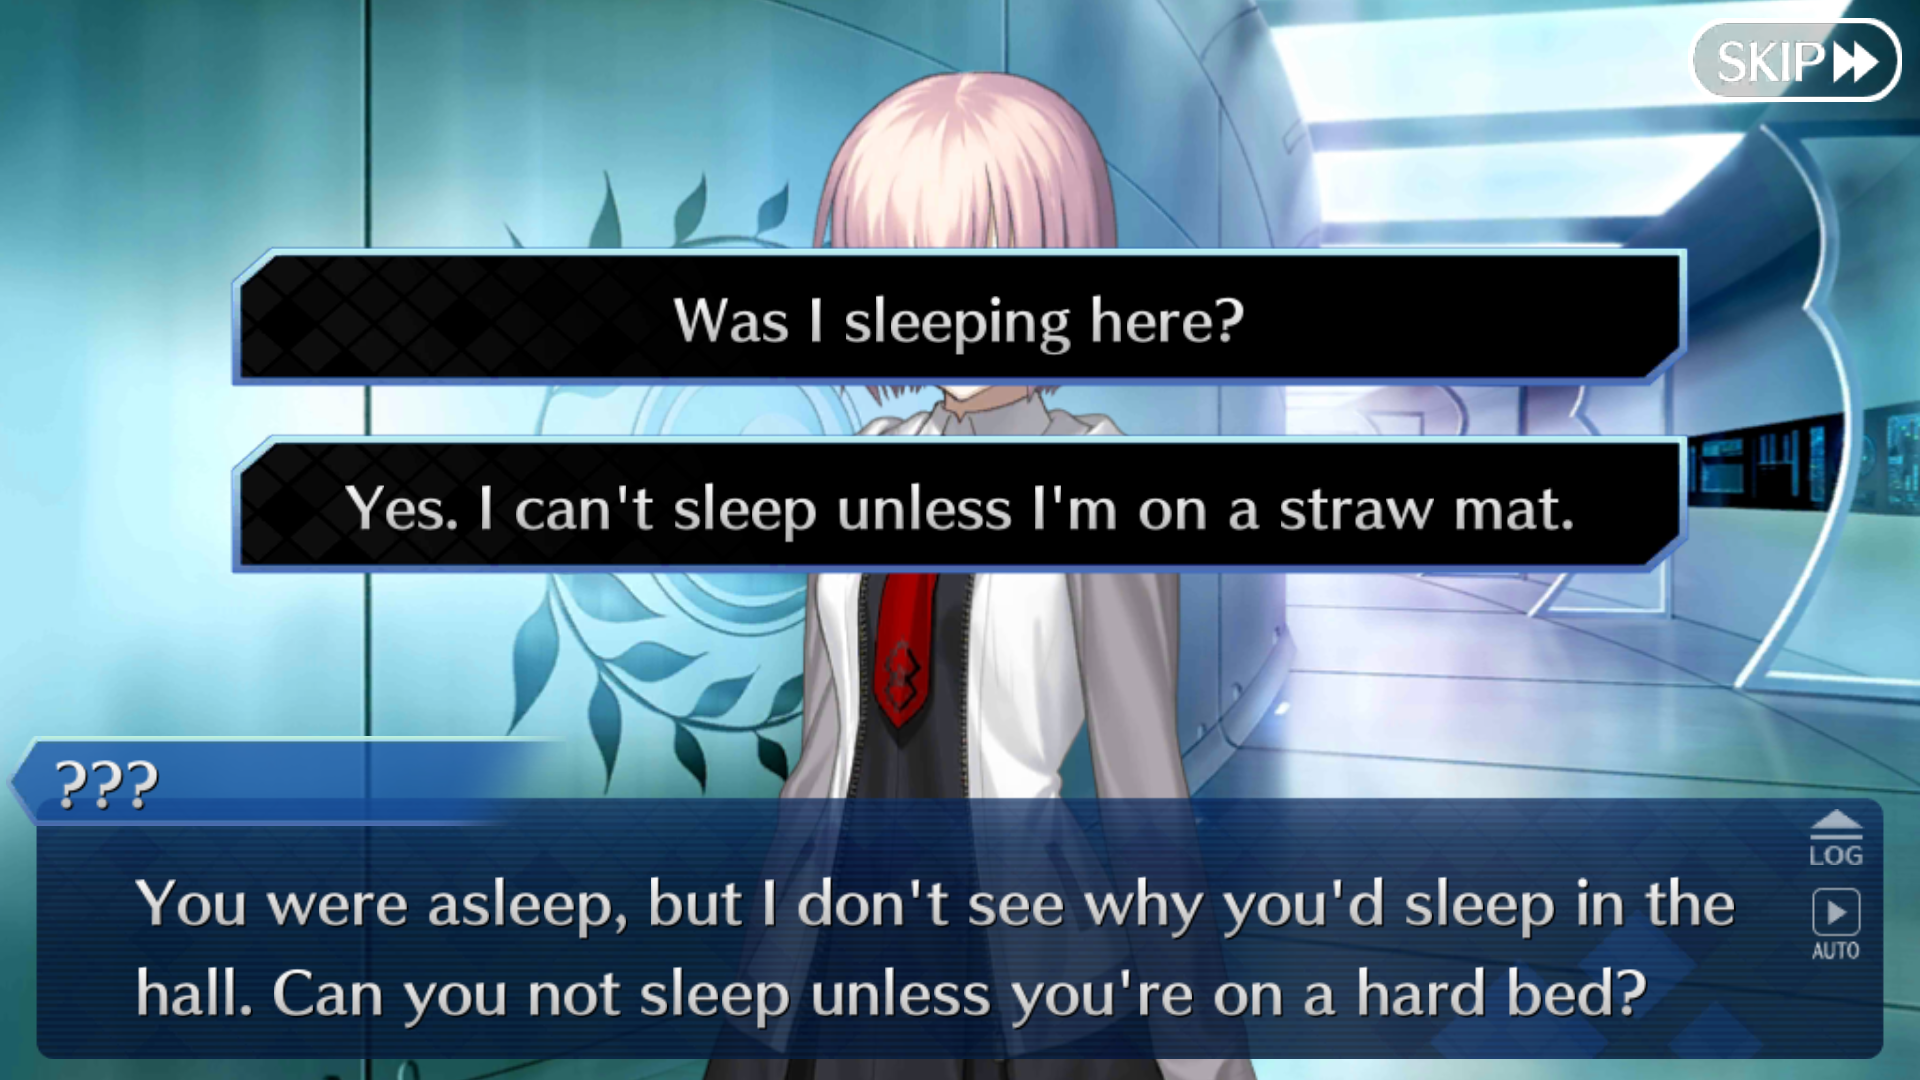 SKIP
Was I sleeping here?
Yes. I can't sleep unless I'm on a straw mat.
???
You were asleep, but I don't see why you'd sleep in the
hall. Can you not sleep unless you're on a hard bed?
LOG
AUTO